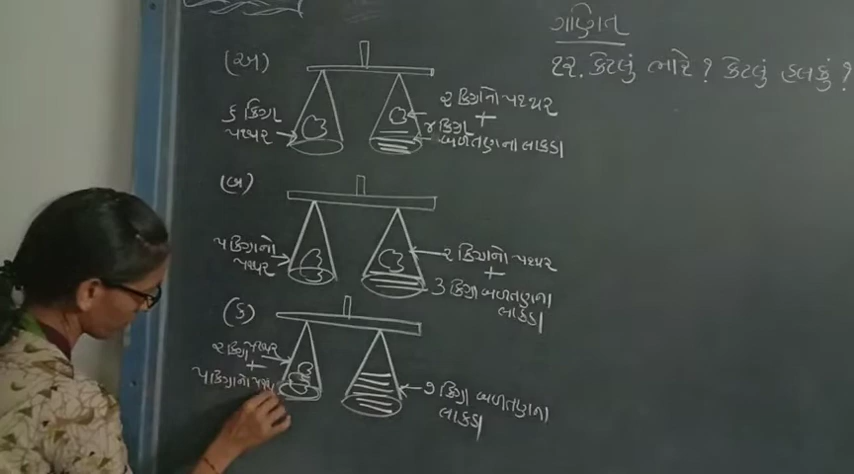 ગણિત
૧૨. કેટલું ભારે ? કેટલું હલકું ?
(અ)
૬ કિગ્રા
પથ્થર
૨ કિગ્રાનો પથ્થર
+
૪ કિગ્રા
બળતણના લાકડા
(બ)
૫ કિગ્રાનો
પથ્થર
૨ કિગ્રાનો પથ્થર
+
૩ કિગ્રા બળતણના
લાકડા
(ક)
૨ કિગ્રા પથ્થર
+
૫ કિગ્રાનો પથ્થ
૭ કિગ્રા બળતણના
લાકડા